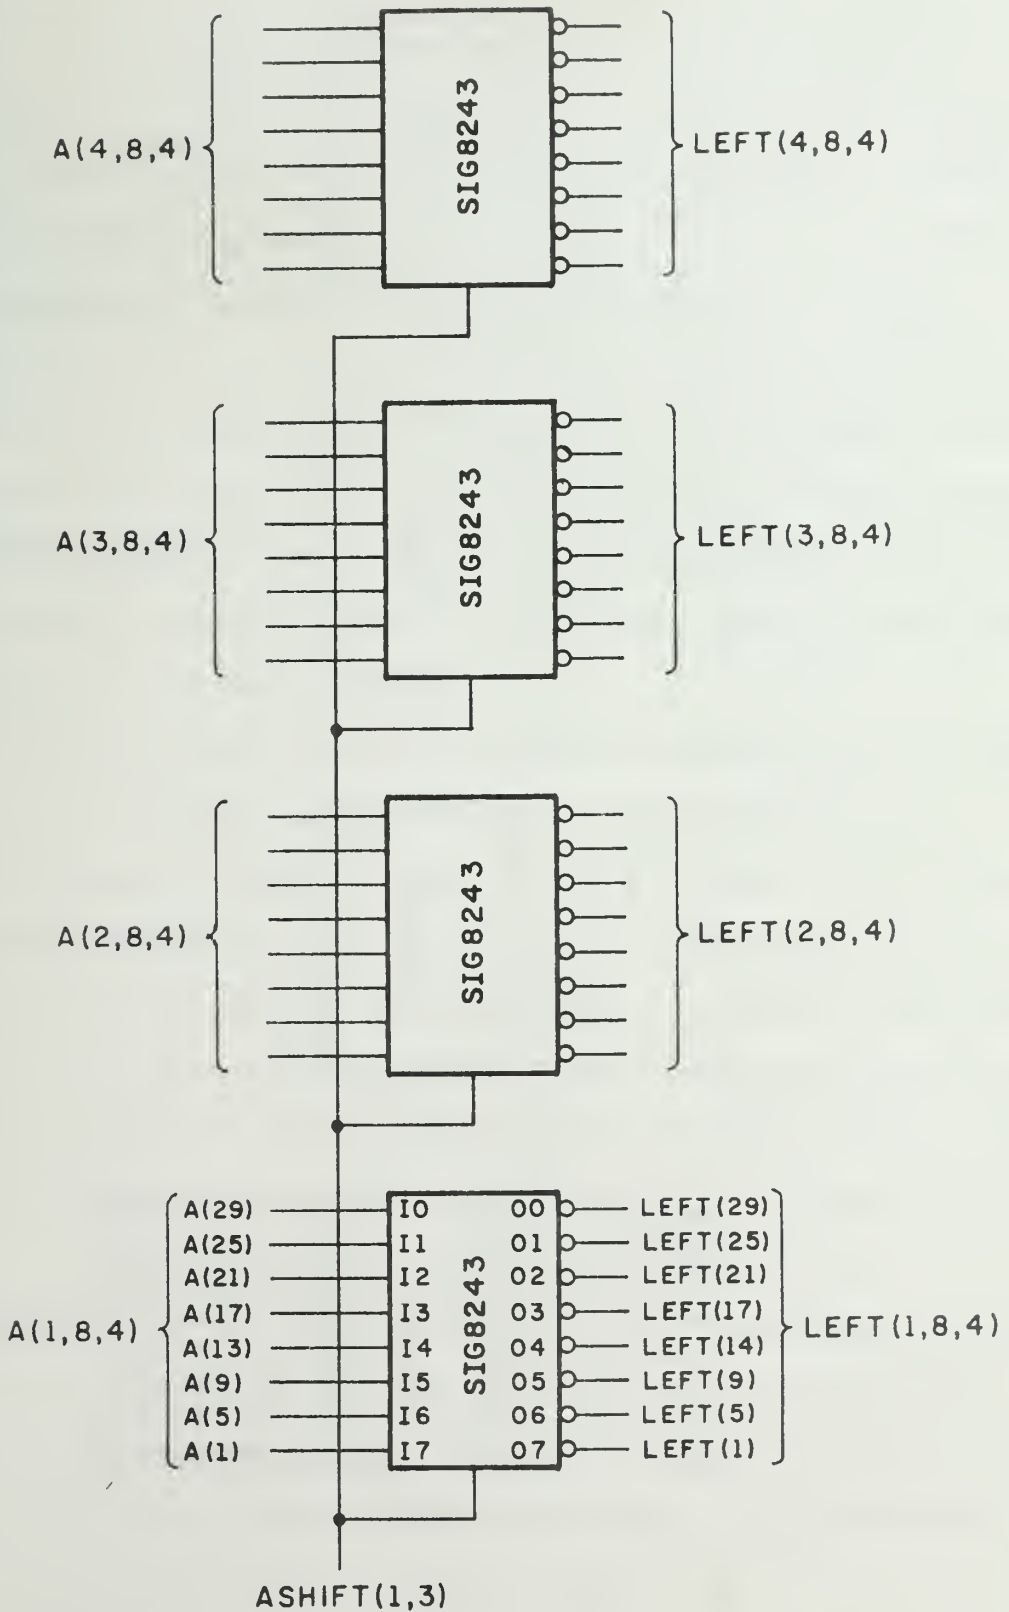 A(4,8,4)
SIG8243
LEFT(4,8,4)
A(3,8,4)
SIG8243
LEFT(3,8,4)
A(2,8,4)
SIG8243
LEFT(2,8,4)
A(1,8,4)
A(29) I0 O0 LEFT(29)
A(25) I1 O1 LEFT(25)
A(21) I2 O2 LEFT(21)
A(17) I3 O3 LEFT(17)
A(13) I4 O4 LEFT(14)
A(9) I5 O5 LEFT(9)
A(5) I6 O6 LEFT(5)
A(1) I7 O7 LEFT(1)
SIG8243
LEFT(1,8,4)
ASHIFT(1,3)